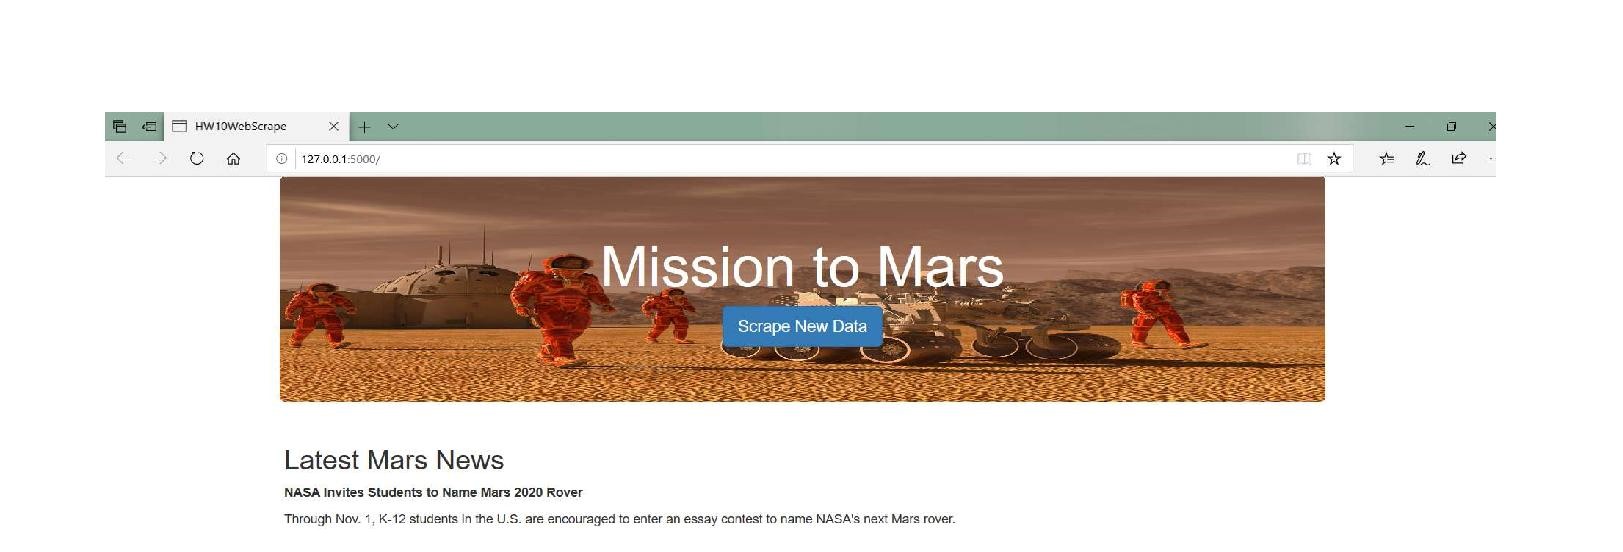 HW10WebScrape
127.0.0.1:5000/
Mission to Mars
Scrape New Data
Latest Mars News
NASA Invites Students to Name Mars 2020 Rover
Through Nov. 1, K-12 students in the U.S. are encouraged to enter an essay contest to name NASA's next Mars rover.